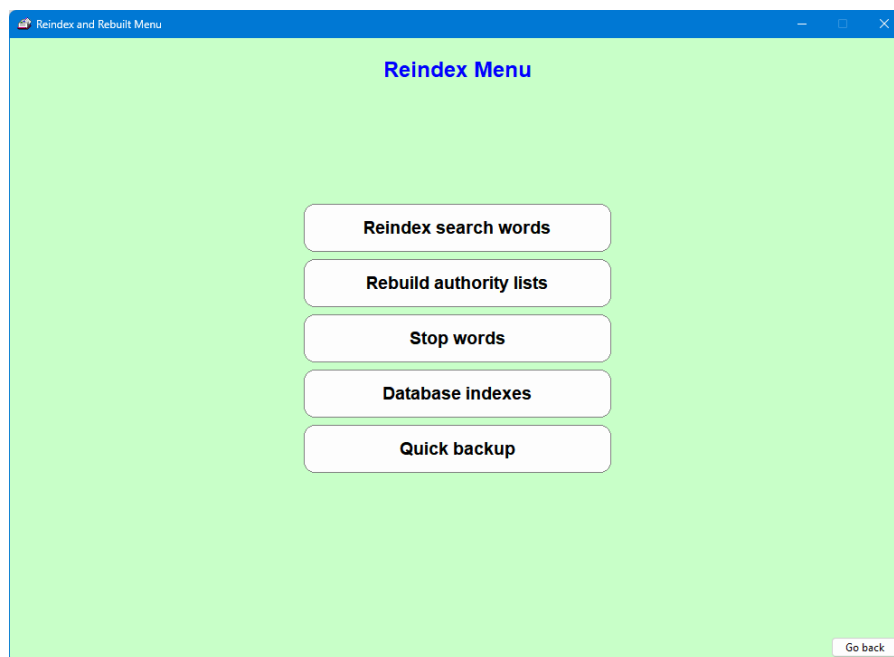 Reindex and Rebuilt Menu
Reindex Menu
Reindex search words
Rebuild authority lists
Stop words
Database indexes
Quick backup
Go back